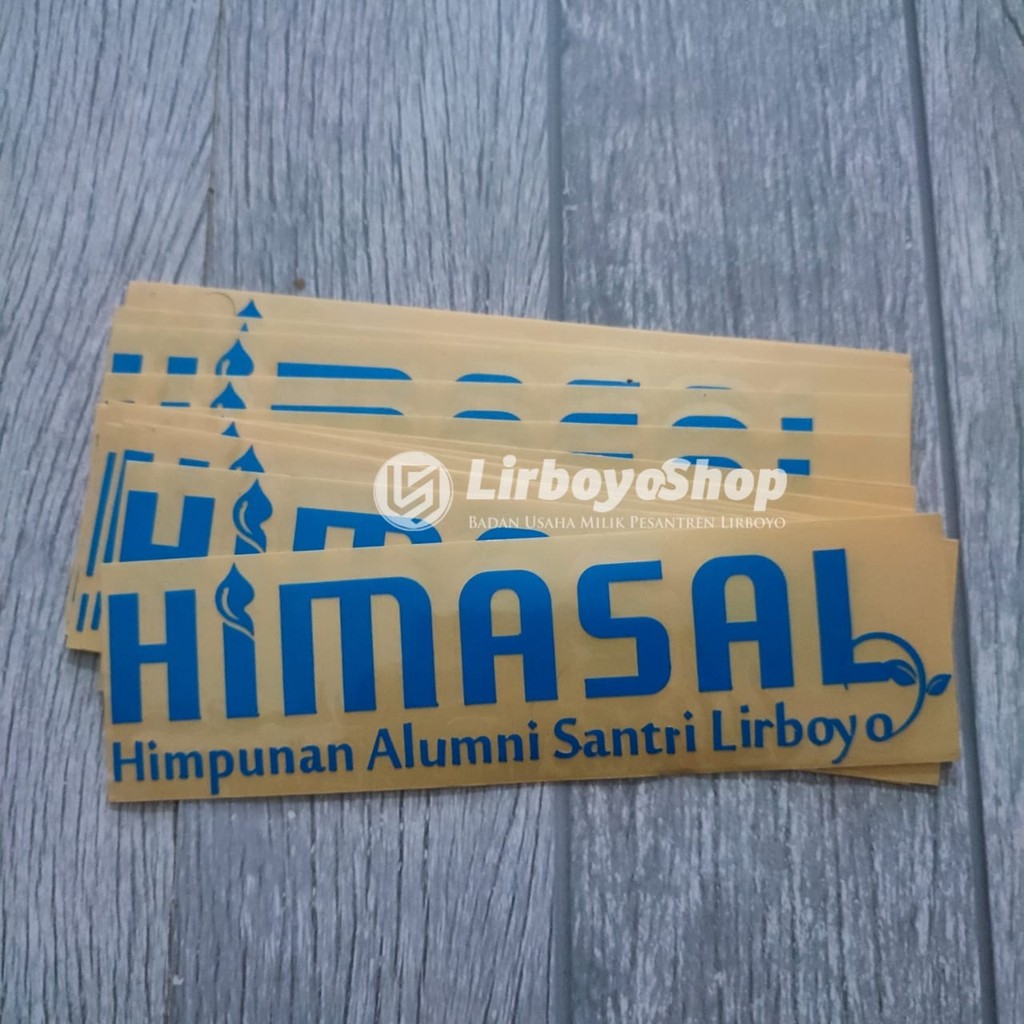 LirboyoShop
BADAN USAHA MILIK PESANTREN LIRBOYO
HIMASAL
Himpunan Alumni Santri Lirboyo